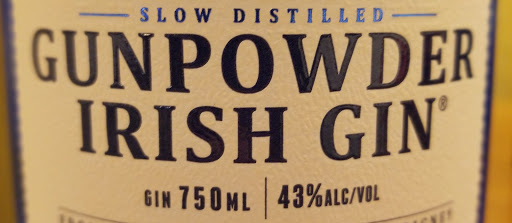 SLOW DISTILLED
GUNPOWDER
IRISH GIN®
GIN 750ML | 43%ALC/VOL